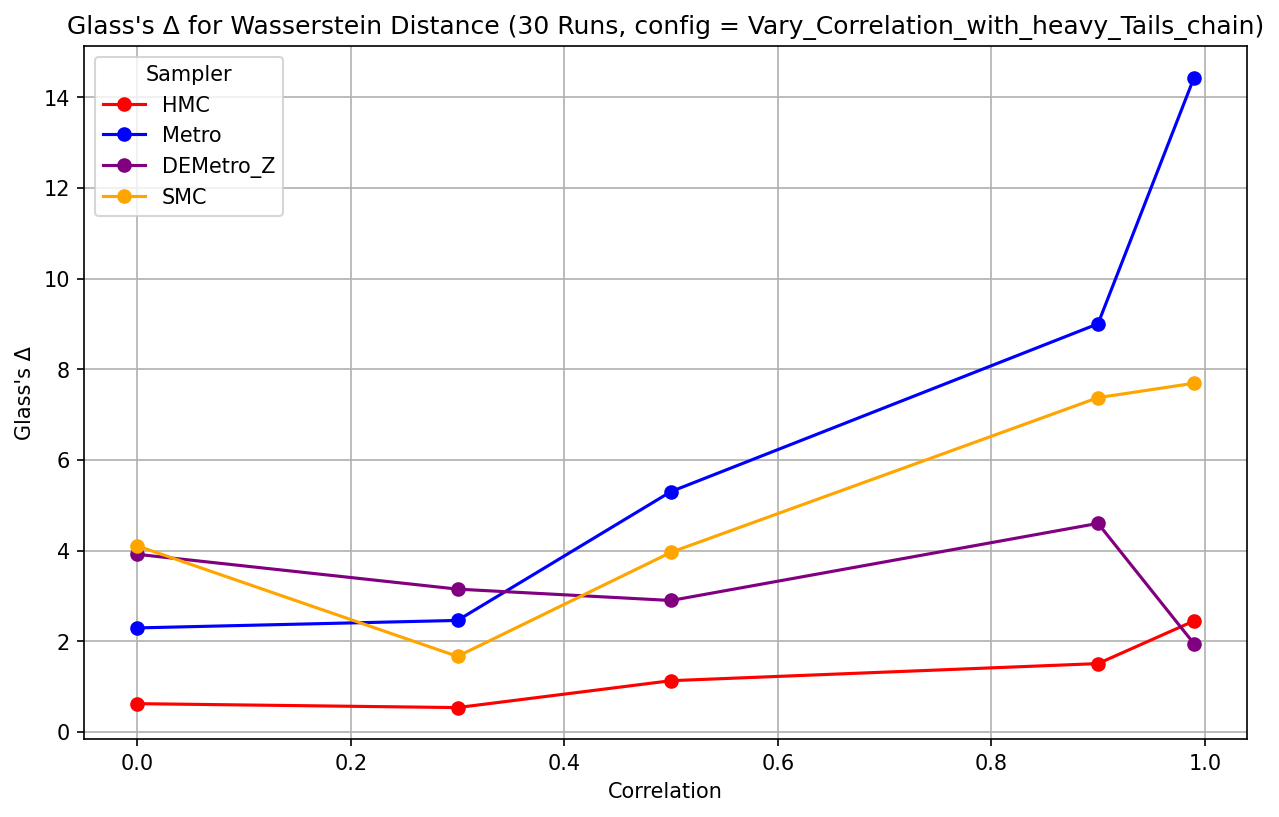 Glass's Δ for Wasserstein Distance (30 Runs, config = Vary_Correlation_with_heavy_Tails_chain)
Sampler
HMC
Metro
DEMetro_Z
SMC
14
12
10
8
6
4
2
0
Glass's Δ
0.0 0.2 0.4 0.6 0.8 1.0
Correlation